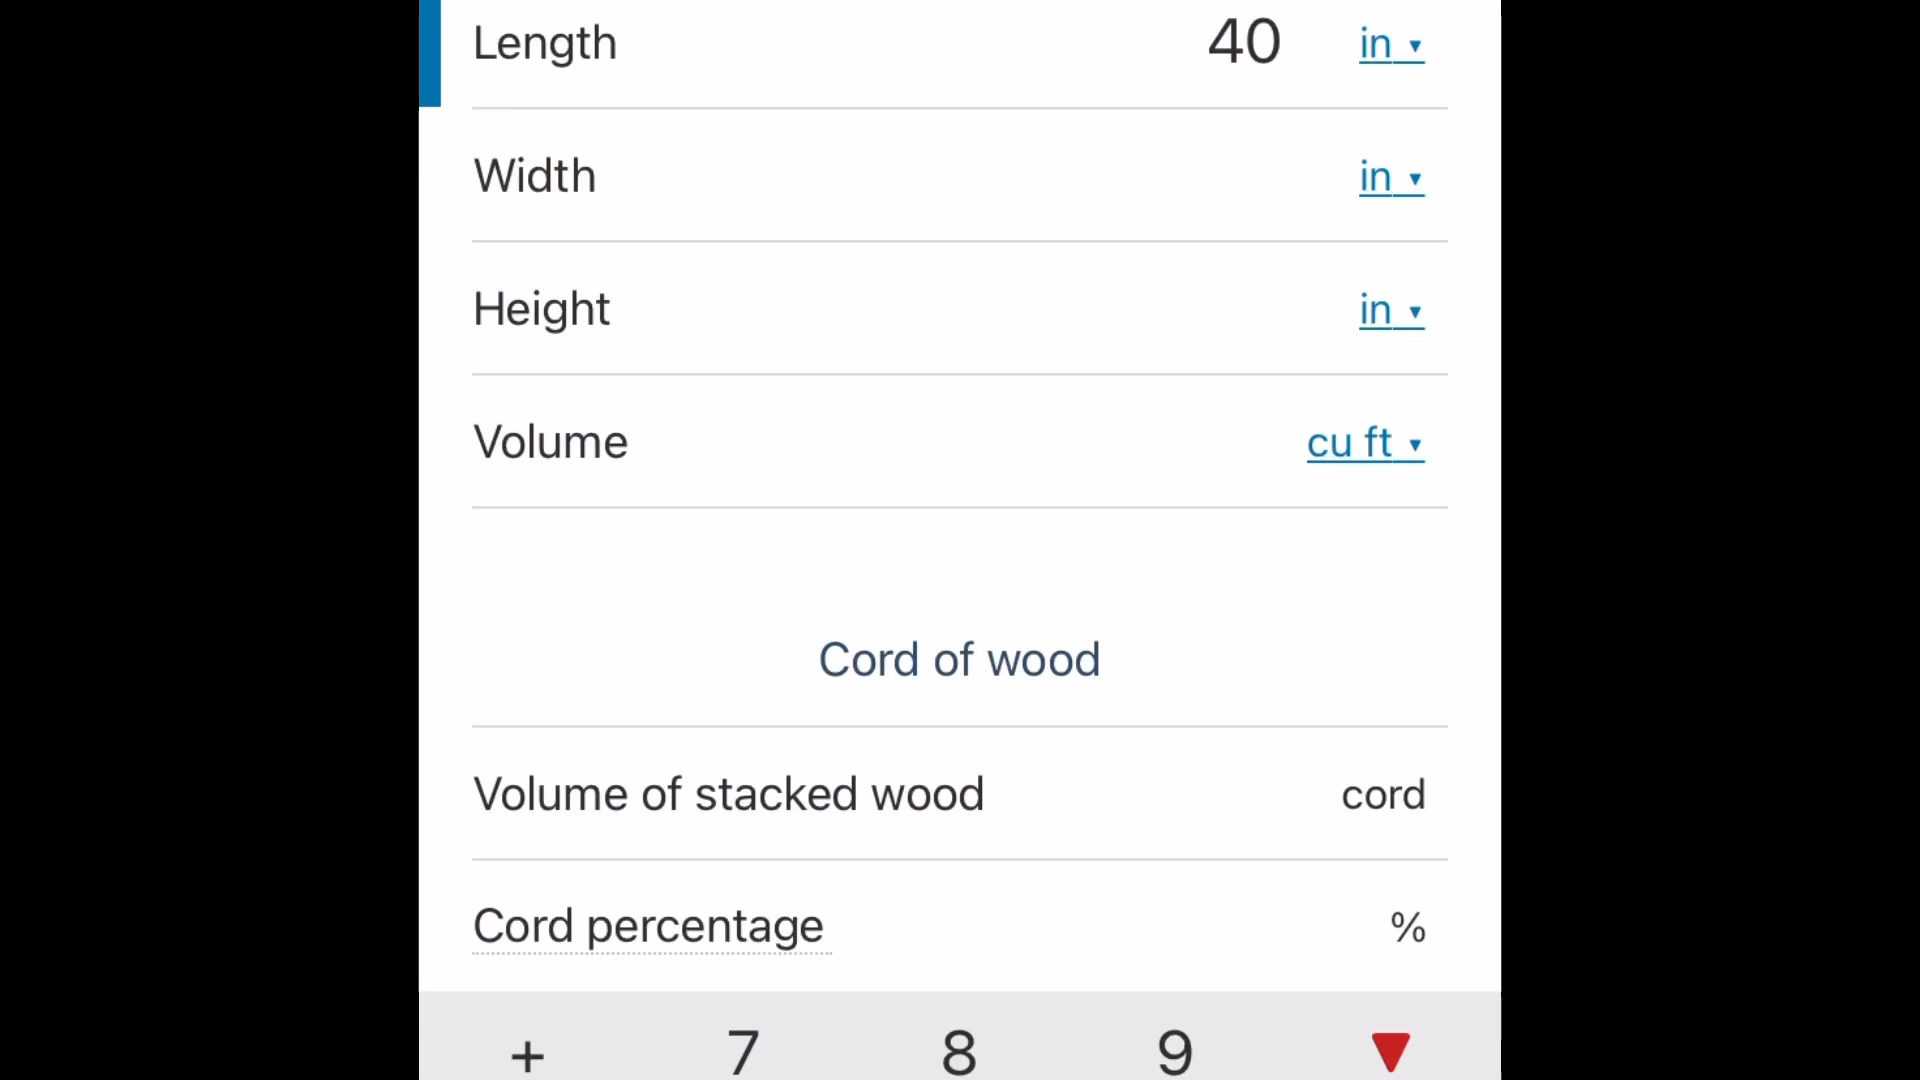 Length 40 in ▾
Width in ▾
Height in ▾
Volume cu ft ▾
Cord of wood
Volume of stacked wood cord
Cord percentage %
+ 7 8 9